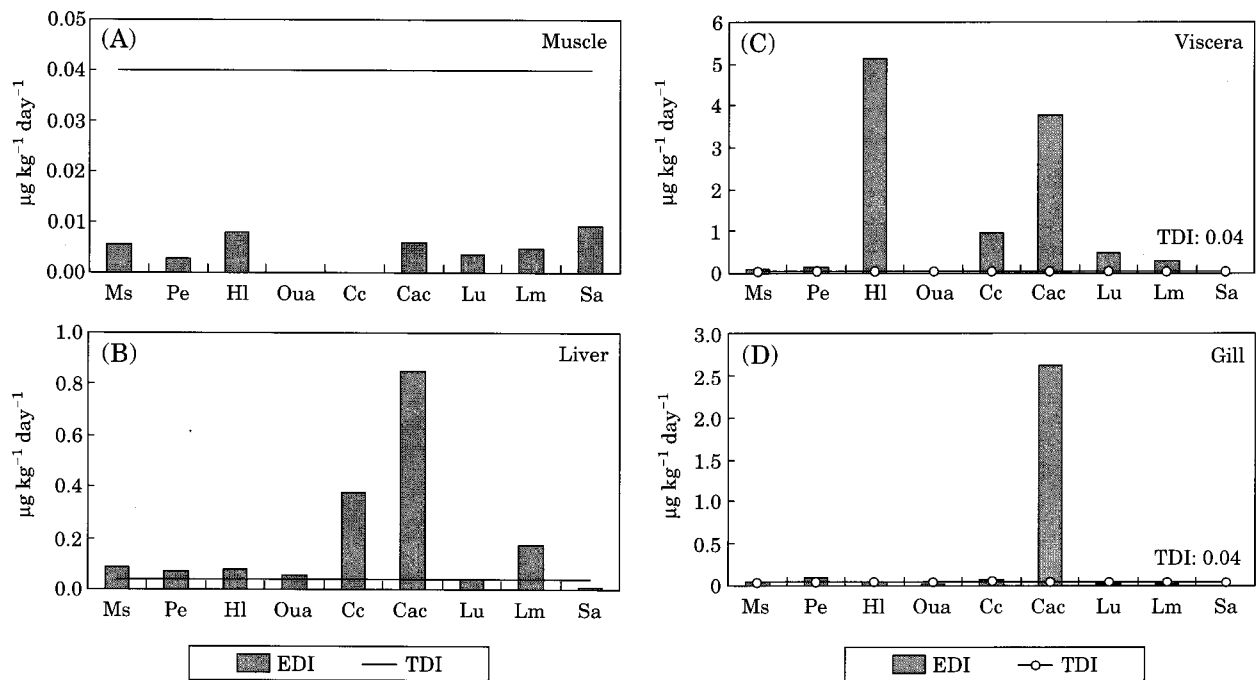 (A)
Muscle
µg kg⁻¹ day⁻¹
0.05
0.04
0.03
0.02
0.01
0.00
Ms Pe Hl Oua Cc Cac Lu Lm Sa
(B)
Liver
µg kg⁻¹ day⁻¹
1.0
0.8
0.6
0.4
0.2
0.0
Ms Pe Hl Oua Cc Cac Lu Lm Sa
EDI TDI
(C)
Viscera
µg kg⁻¹ day⁻¹
6
5
4
3
2
1
0
TDI: 0.04
Ms Pe Hl Oua Cc Cac Lu Lm Sa
(D)
Gill
µg kg⁻¹ day⁻¹
3.0
2.5
2.0
1.5
1.0
0.5
0
TDI: 0.04
Ms Pe Hl Oua Cc Cac Lu Lm Sa
EDI TDI